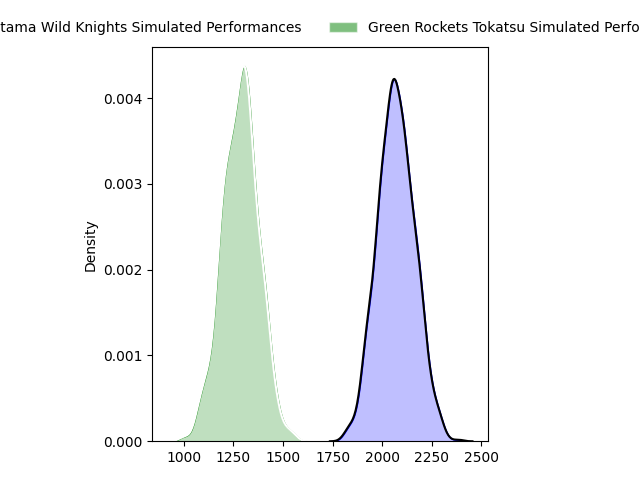 tama Wild Knights Simulated Performances
Green Rockets Tokatsu Simulated Perfo
0.004
0.003
0.002
0.001
0.000
Density
1000 1250 1500 1750 2000 2250 2500